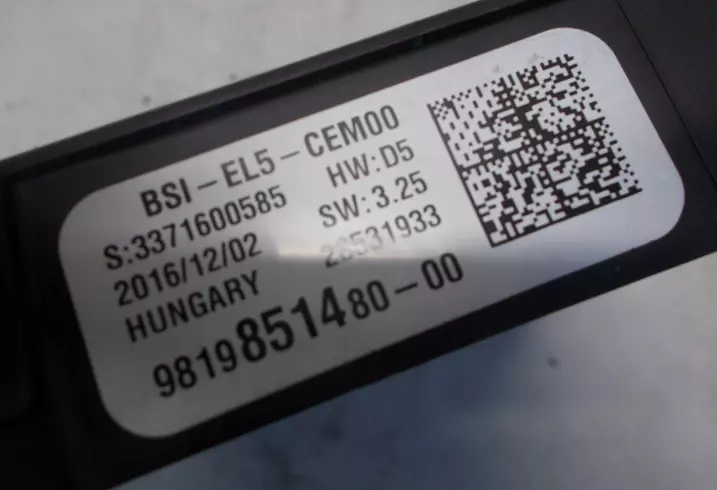 BSI-EL5-CEM00
S:3371600585 HW:D5
2016/12/02 SW:3.25
HUNGARY 28531933
9819851480-00